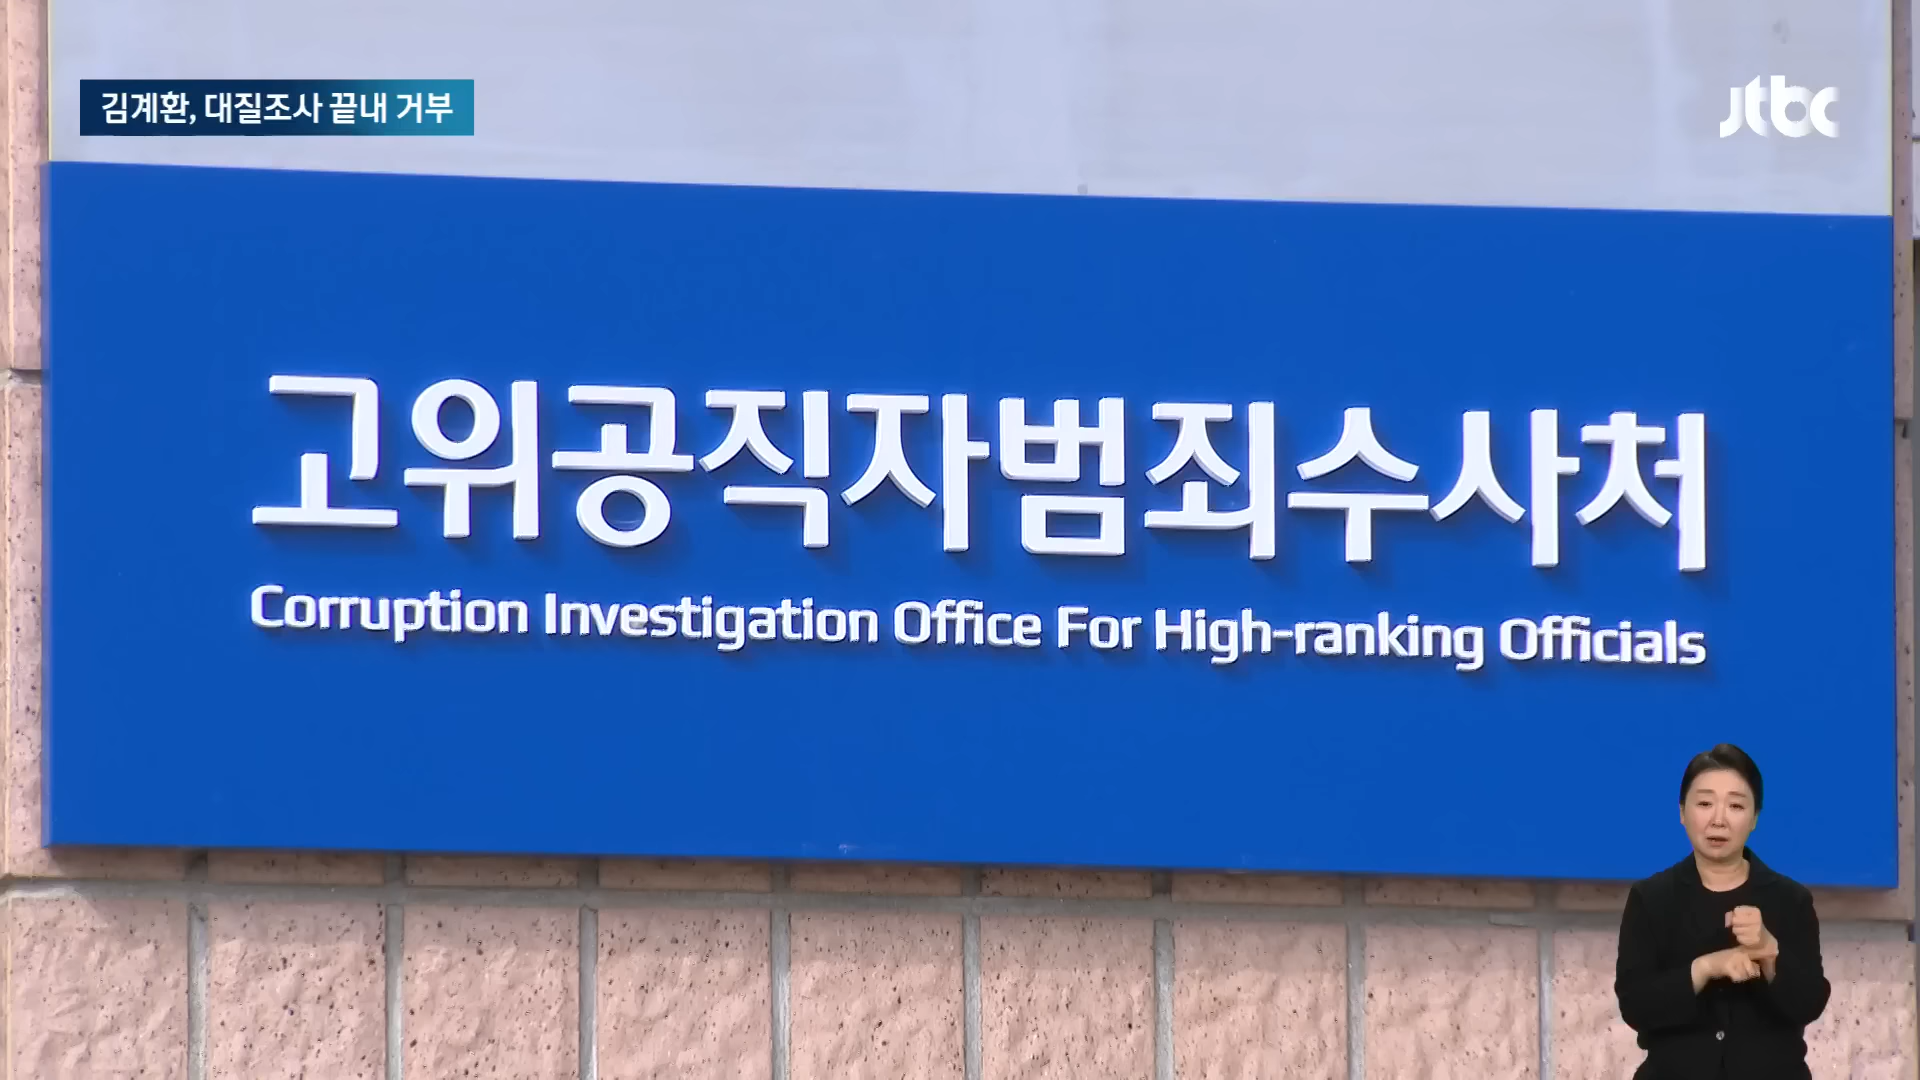 김계환, 대질조사 끝내 거부
jtbc
고위공직자범죄수사처
Corruption Investigation Office For High-ranking Officials